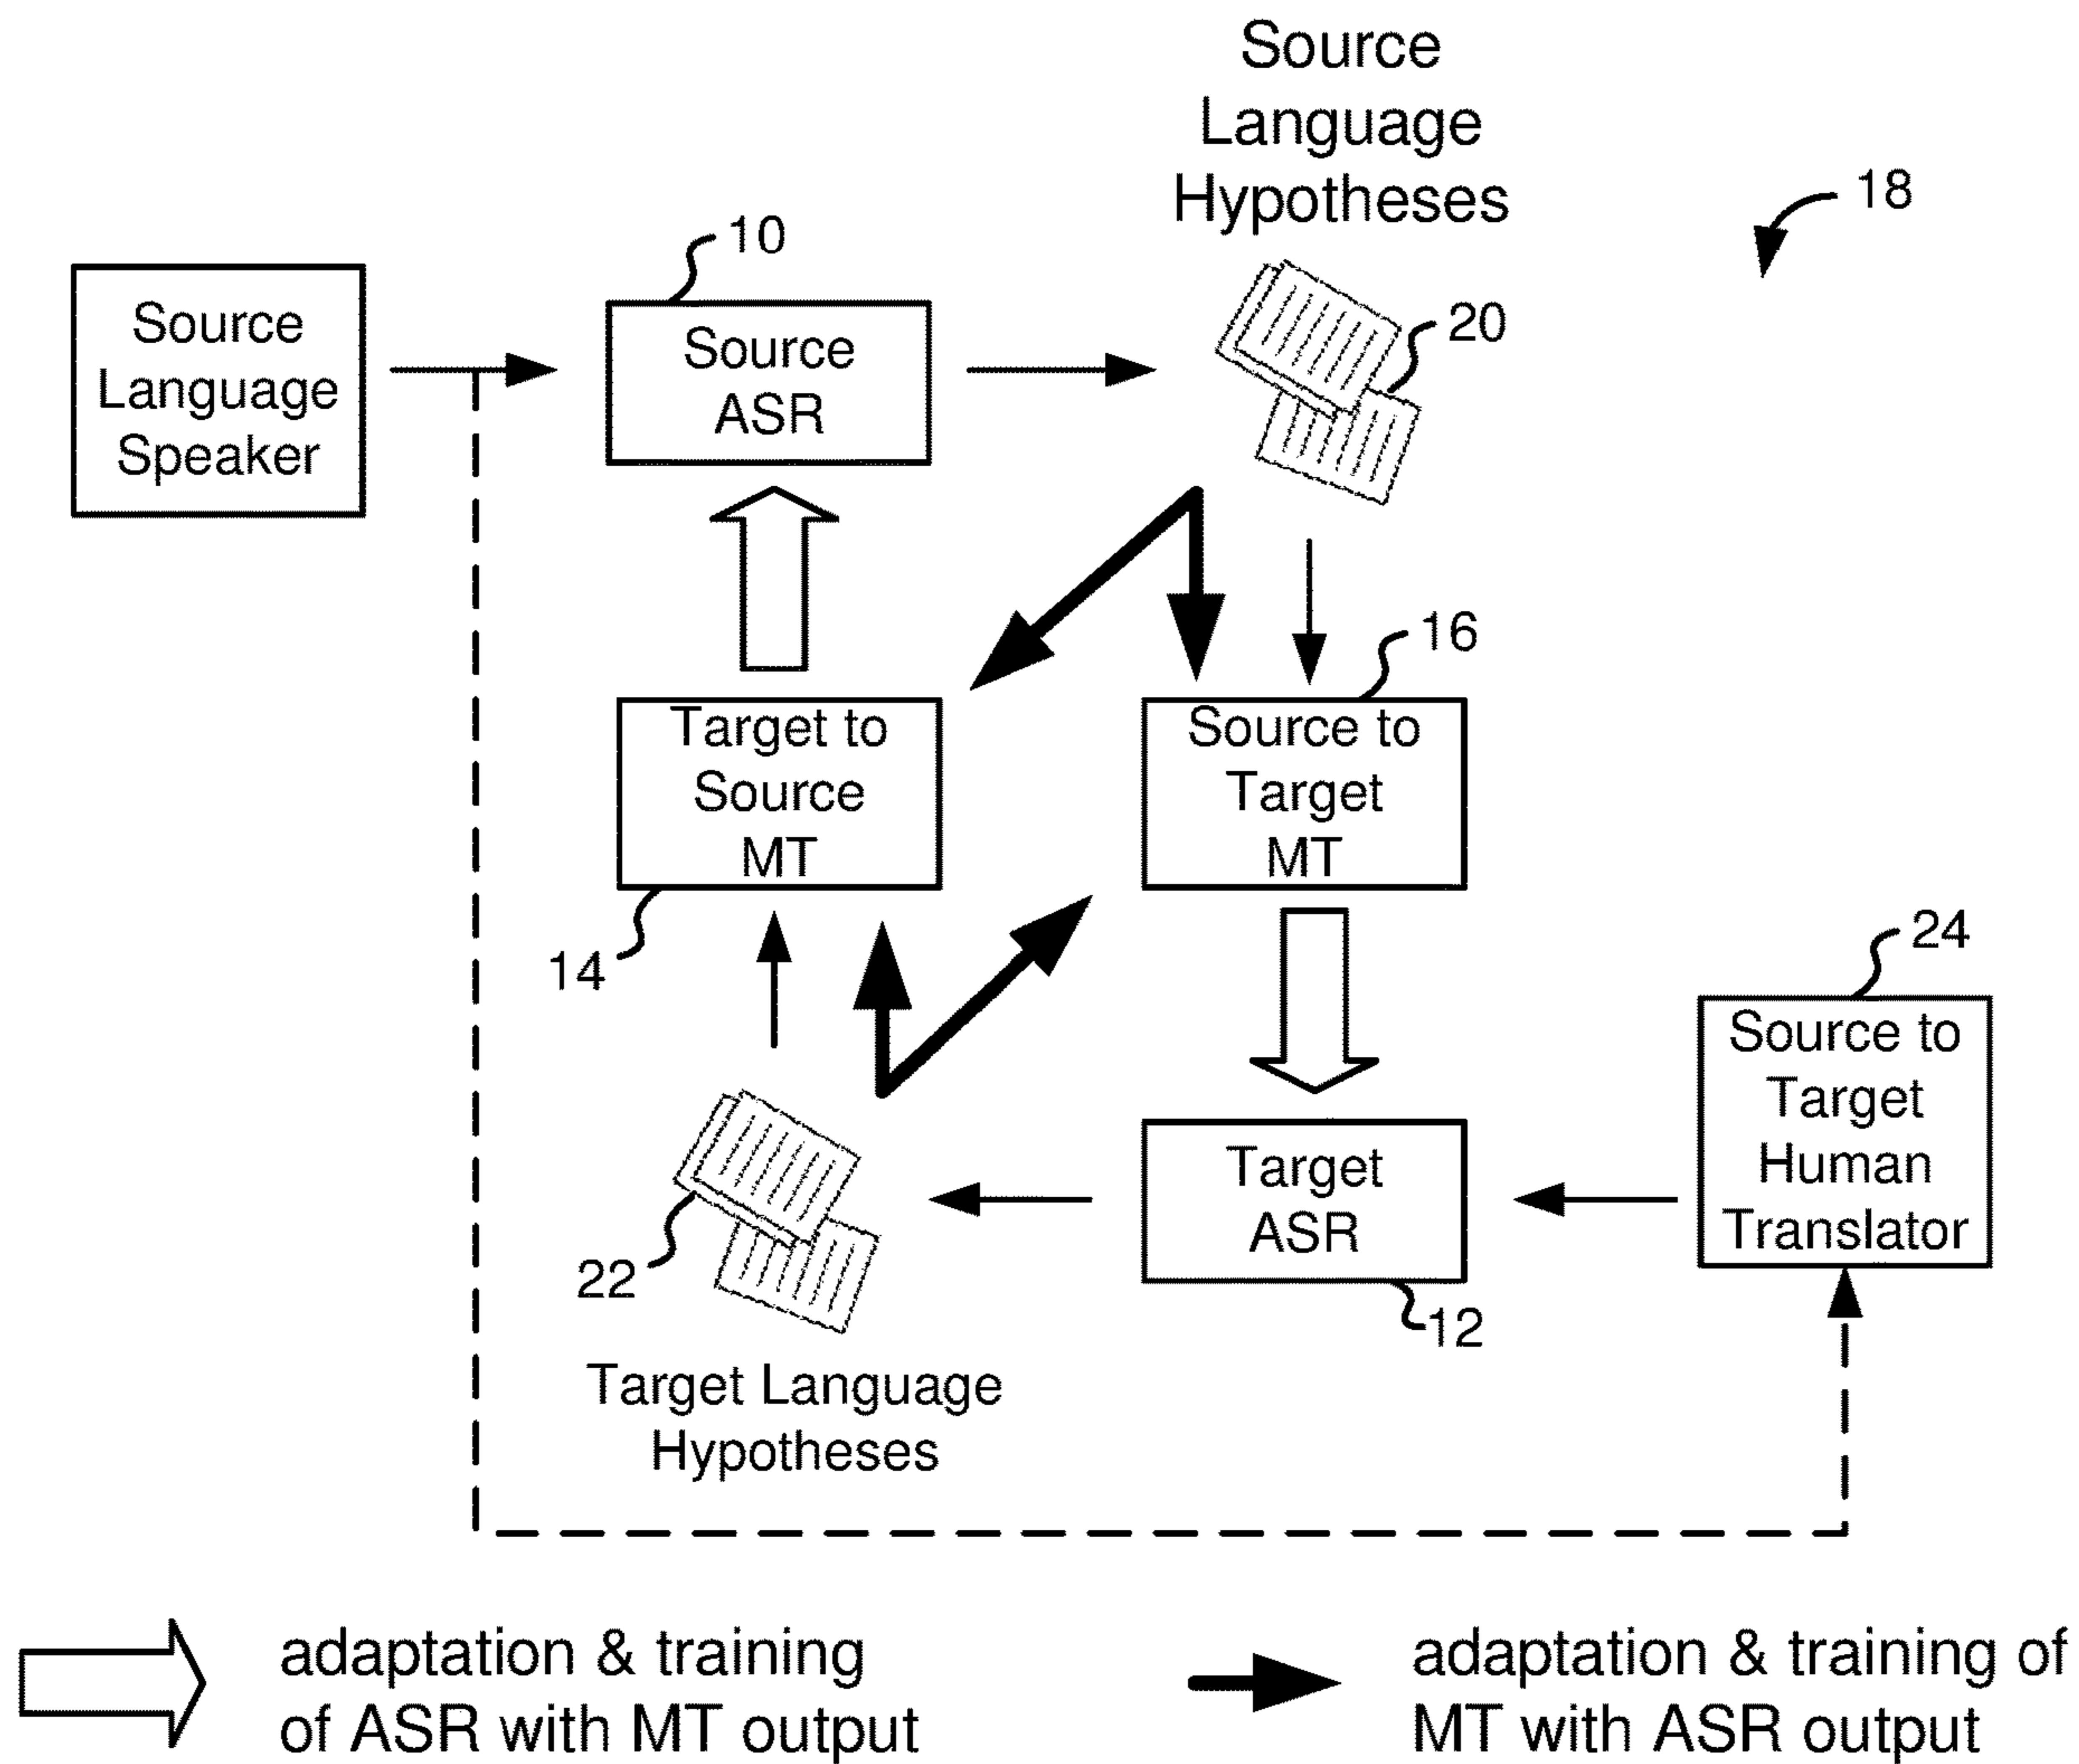 Source
Language
Hypotheses
18
10
Source
Language
Speaker
Source
ASR
20
16
Target to
Source
MT
Source to
Target
MT
14
24
Source to
Target
Human
Translator
Target
ASR
22
12
Target Language
Hypotheses
adaptation & training
of ASR with MT output
adaptation & training of
MT with ASR output